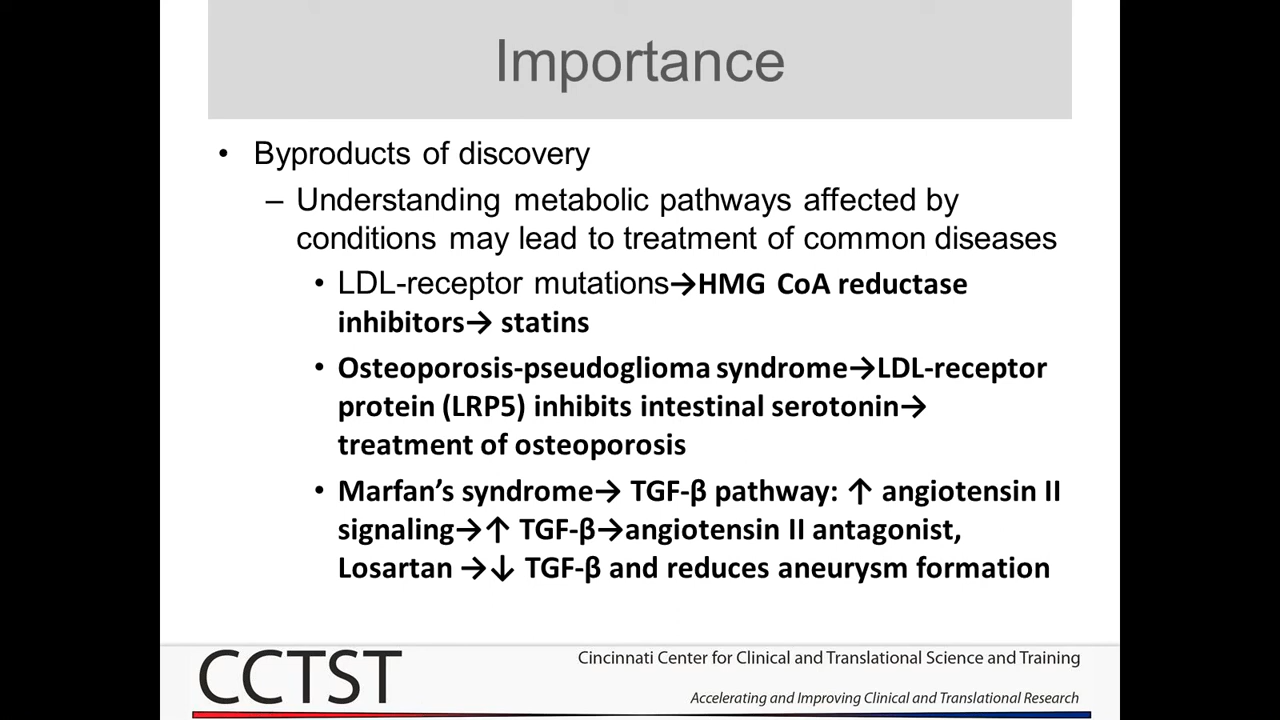 Importance
• Byproducts of discovery
– Understanding metabolic pathways affected by
conditions may lead to treatment of common diseases
• LDL-receptor mutations→HMG CoA reductase
inhibitors→ statins
• Osteoporosis-pseudoglioma syndrome→LDL-receptor
protein (LRP5) inhibits intestinal serotonin→
treatment of osteoporosis
• Marfan’s syndrome→ TGF-β pathway: ↑ angiotensin II
signaling→↑ TGF-β→angiotensin II antagonist,
Losartan →↓ TGF-β and reduces aneurysm formation
CCTST
Cincinnati Center for Clinical and Translational Science and Training
Accelerating and Improving Clinical and Translational Research